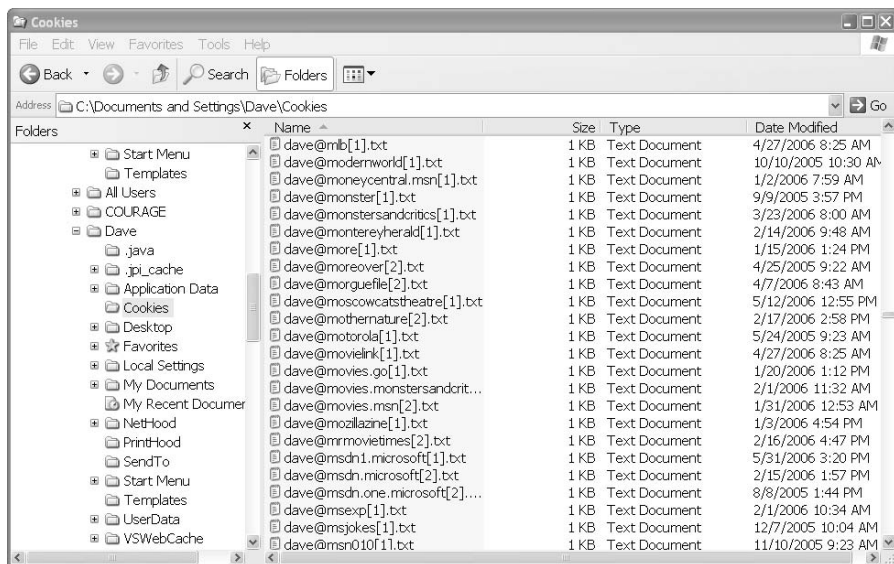 Cookies
File Edit View Favorites Tools Help
Back Search Folders
Address C:\Documents and Settings\Dave\Cookies Go
Folders x
Start Menu
Templates
All Users
COURAGE
Dave
.java
.jpi_cache
Application Data
Cookies
Desktop
Favorites
Local Settings
My Documents
My Recent Documer
NetHood
PrintHood
SendTo
Start Menu
Templates
UserData
VSWebCache
Name Size Type Date Modified
dave@mlb[1].txt 1 KB Text Document 4/27/2006 8:25 AM
dave@modernworld[1].txt 1 KB Text Document 10/10/2005 10:30 AM
dave@moneycentral.msn[1].txt 1 KB Text Document 1/2/2006 7:59 AM
dave@monster[1].txt 1 KB Text Document 9/9/2005 3:57 PM
dave@monstersandcritics[1].txt 1 KB Text Document 3/23/2006 8:00 AM
dave@montereyherald[1].txt 1 KB Text Document 2/14/2006 9:48 AM
dave@more[1].txt 1 KB Text Document 1/15/2006 1:24 PM
dave@moreover[2].txt 1 KB Text Document 4/25/2005 9:22 AM
dave@morguefile[2].txt 1 KB Text Document 4/7/2006 8:43 AM
dave@moscowcatstheatre[1].txt 1 KB Text Document 5/12/2006 12:55 PM
dave@mothernature[2].txt 1 KB Text Document 2/17/2006 2:58 PM
dave@motorola[1].txt 1 KB Text Document 5/24/2005 9:23 AM
dave@movielink[1].txt 1 KB Text Document 4/27/2006 8:25 AM
dave@movies.go[1].txt 1 KB Text Document 1/20/2006 1:12 PM
dave@movies.monstersandcrit... 1 KB Text Document 2/1/2006 11:32 AM
dave@movies.msn[2].txt 1 KB Text Document 1/31/2006 12:53 AM
dave@mozillazine[1].txt 1 KB Text Document 1/3/2006 4:54 PM
dave@mrmovietimes[2].txt 1 KB Text Document 2/16/2006 4:47 PM
dave@msdn1.microsoft[1].txt 1 KB Text Document 5/31/2006 3:20 PM
dave@msdn.microsoft[2].txt 1 KB Text Document 2/15/2006 1:57 PM
dave@msdn.one.microsoft[2].... 1 KB Text Document 8/8/2005 1:44 PM
dave@msexp[1].txt 1 KB Text Document 2/1/2006 10:34 AM
dave@msjokes[1].txt 1 KB Text Document 12/7/2005 10:04 AM
dave@msn010[1].txt 1 KB Text Document 11/10/2005 9:23 AM